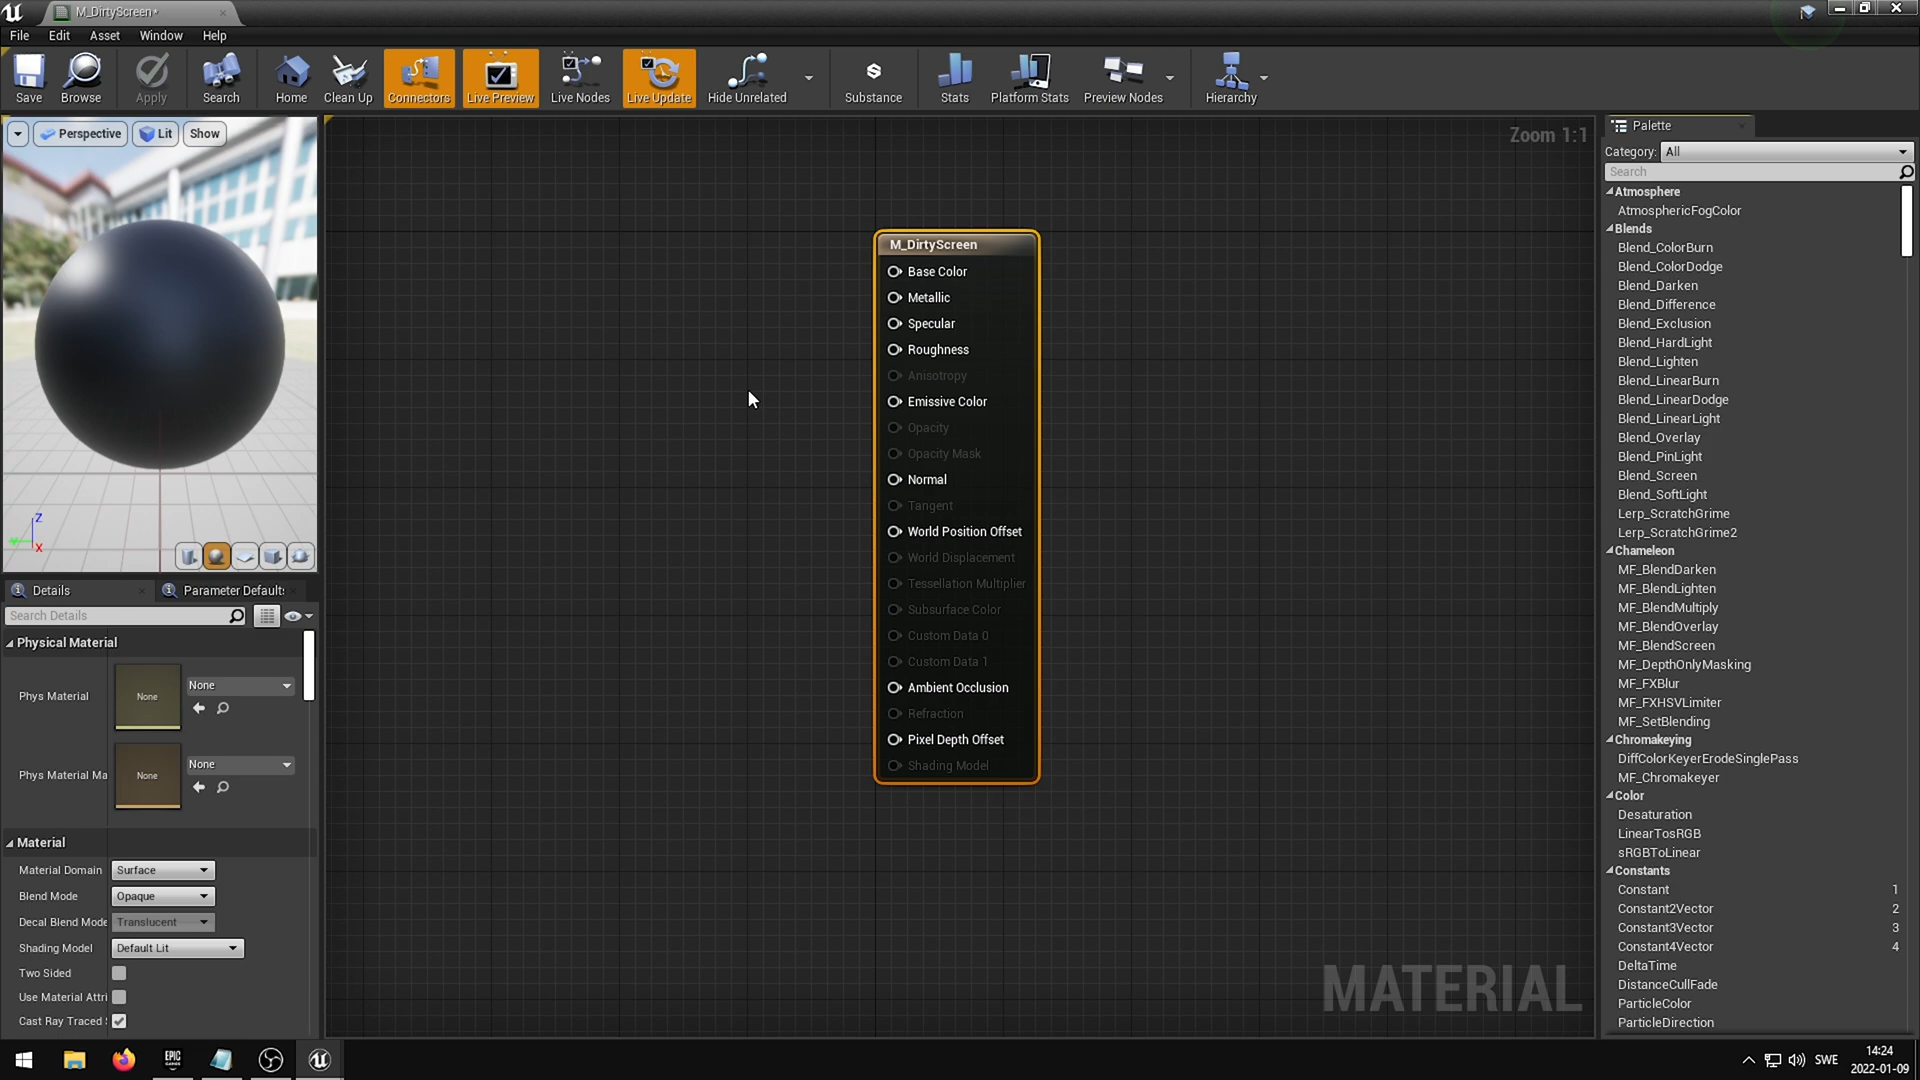 M_DirtyScreen*
File Edit Asset Window Help
Save Browse Apply Search Home Clean Up Connectors Live Preview Live Nodes Live Update Hide Unrelated Substance Stats Platform Stats Preview Nodes Hierarchy
Perspective Lit Show
Zoom 1:1
Z
X
Details Parameter Defaults
Search Details
Physical Material
Phys Material
None
None
Phys Material Ma
None
None
Material
Material Domain Surface
Blend Mode Opaque
Decal Blend Mode Translucent
Shading Model Default Lit
Two Sided
Use Material Attri
Cast Ray Traced S
M_DirtyScreen
Base Color
Metallic
Specular
Roughness
Anisotropy
Emissive Color
Opacity
Opacity Mask
Normal
Tangent
World Position Offset
World Displacement
Tessellation Multiplier
Subsurface Color
Custom Data 0
Custom Data 1
Ambient Occlusion
Refraction
Pixel Depth Offset
Shading Model
MATERIAL
Palette
Category: All
Search
Atmosphere
AtmosphericFogColor
Blends
Blend_ColorBurn
Blend_ColorDodge
Blend_Darken
Blend_Difference
Blend_Exclusion
Blend_HardLight
Blend_Lighten
Blend_LinearBurn
Blend_LinearDodge
Blend_LinearLight
Blend_Overlay
Blend_PinLight
Blend_Screen
Blend_SoftLight
Lerp_ScratchGrime
Lerp_ScratchGrime2
Chameleon
MF_BlendDarken
MF_BlendLighten
MF_BlendMultiply
MF_BlendOverlay
MF_BlendScreen
MF_DepthOnlyMasking
MF_FXBlur
MF_FXHSVLimiter
MF_SetBlending
Chromakeying
DiffColorKeyerErodeSinglePass
MF_Chromakeyer
Color
Desaturation
LinearTosRGB
sRGBToLinear
Constants
Constant 1
Constant2Vector 2
Constant3Vector 3
Constant4Vector 4
DeltaTime
DistanceCullFade
ParticleColor
ParticleDirection
EPIC
GAMES
SWE
14:24
2022-01-09